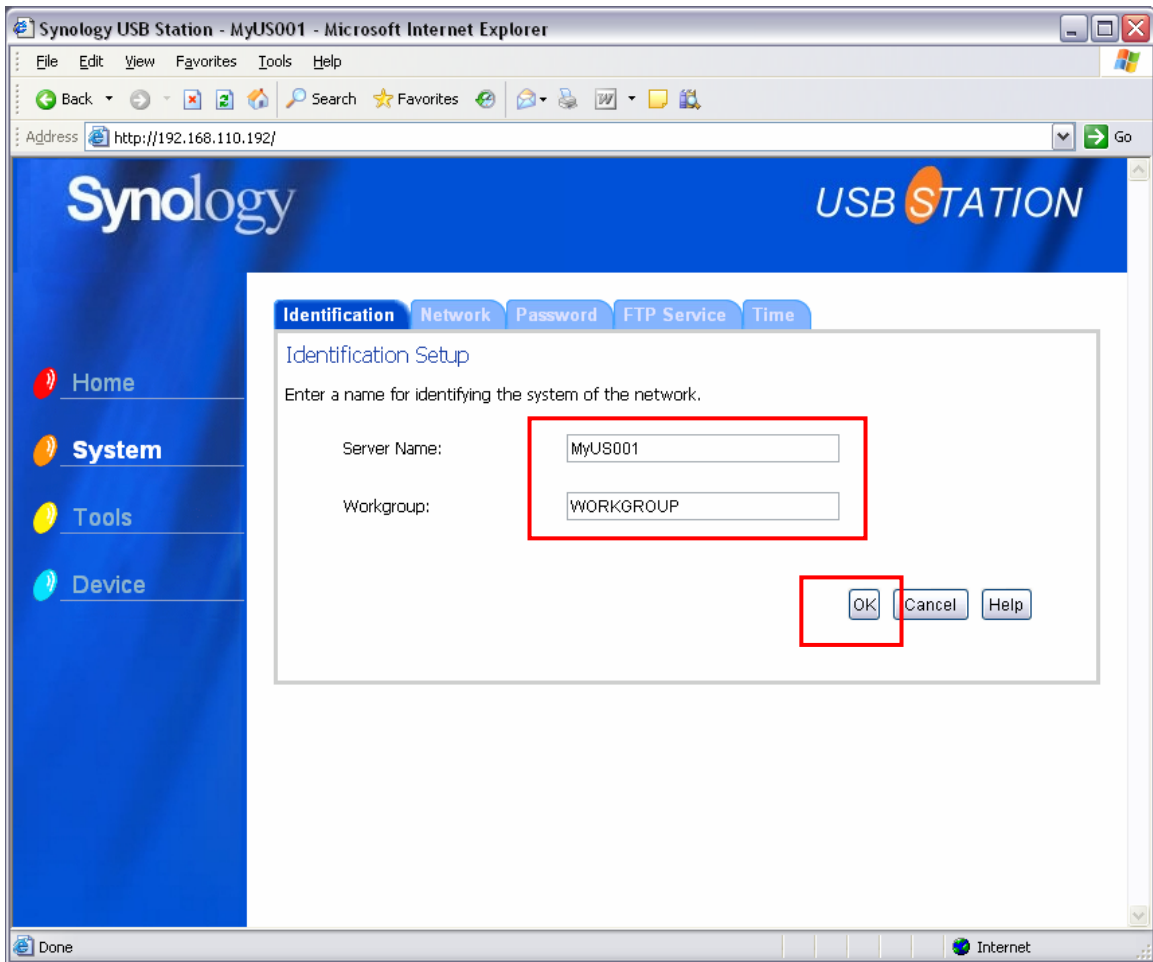 Synology USB Station - MyUS001 - Microsoft Internet Explorer
File Edit View Favorites Tools Help
Back Search Favorites
Address http://192.168.110.192/ Go
Synology USB STATION
Identification Network Password FTP Service Time
Identification Setup
Enter a name for identifying the system of the network.
Server Name: MyUS001
Workgroup: WORKGROUP
OK Cancel Help
Home
System
Tools
Device
Done Internet